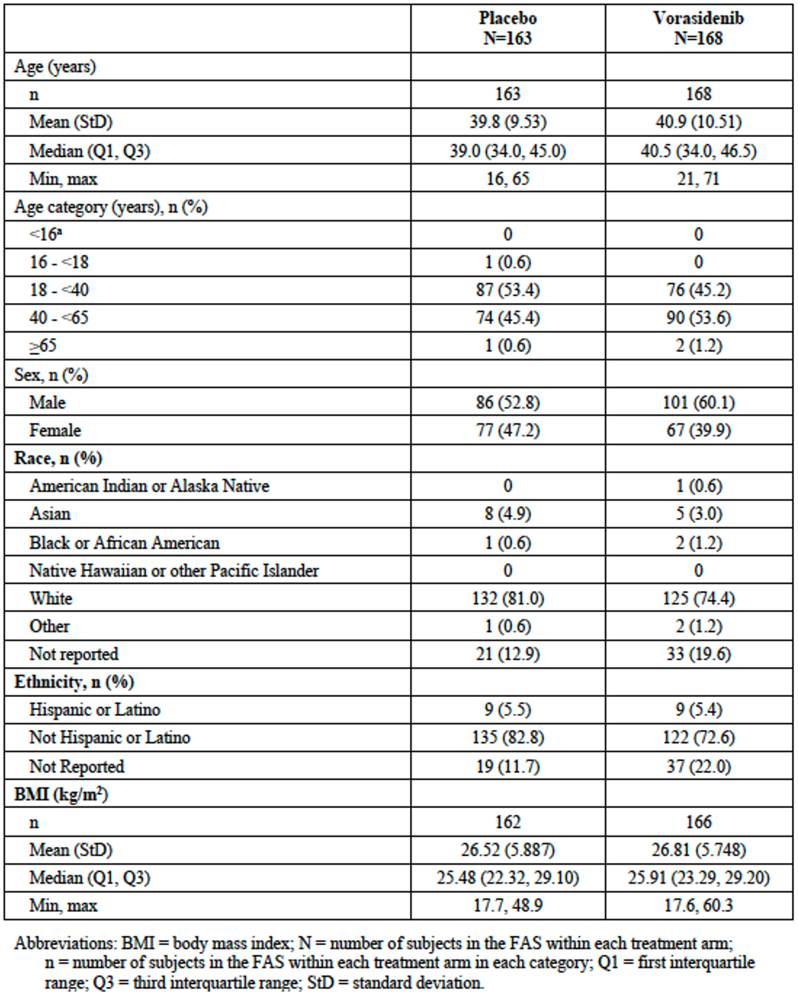 Placebo Vorasidenib
N=163 N=168
Age (years)
n 163 168
Mean (StD) 39.8 (9.53) 40.9 (10.51)
Median (Q1, Q3) 39.0 (34.0, 45.0) 40.5 (34.0, 46.5)
Min, max 16, 65 21, 71
Age category (years), n (%)
<16ᵃ 0 0
16 - <18 1 (0.6) 0
18 - <40 87 (53.4) 76 (45.2)
40 - <65 74 (45.4) 90 (53.6)
≥65 1 (0.6) 2 (1.2)
Sex, n (%)
Male 86 (52.8) 101 (60.1)
Female 77 (47.2) 67 (39.9)
Race, n (%)
American Indian or Alaska Native 0 1 (0.6)
Asian 8 (4.9) 5 (3.0)
Black or African American 1 (0.6) 2 (1.2)
Native Hawaiian or other Pacific Islander 0 0
White 132 (81.0) 125 (74.4)
Other 1 (0.6) 2 (1.2)
Not reported 21 (12.9) 33 (19.6)
Ethnicity, n (%)
Hispanic or Latino 9 (5.5) 9 (5.4)
Not Hispanic or Latino 135 (82.8) 122 (72.6)
Not Reported 19 (11.7) 37 (22.0)
BMI (kg/m²)
n 162 166
Mean (StD) 26.52 (5.887) 26.81 (5.748)
Median (Q1, Q3) 25.48 (22.32, 29.10) 25.91 (23.29, 29.20)
Min, max 17.7, 48.9 17.6, 60.3
Abbreviations: BMI = body mass index; N = number of subjects in the FAS within each treatment arm;
n = number of subjects in the FAS within each treatment arm in each category; Q1 = first interquartile
range; Q3 = third interquartile range; StD = standard deviation.